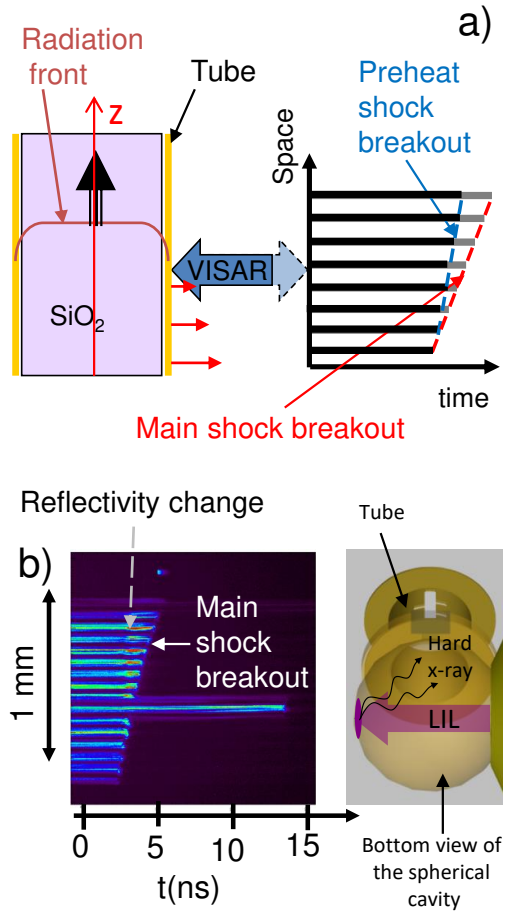 a)
Radiation
front
Z
Tube
Preheat
shock
breakout
Space
VISAR
SiO2
time
Main shock breakout
Reflectivity change
b)
Main
shock
breakout
1 mm
0 5 10 15
t(ns)
Tube
Hard
x-ray
LIL
Bottom view of
the spherical
cavity